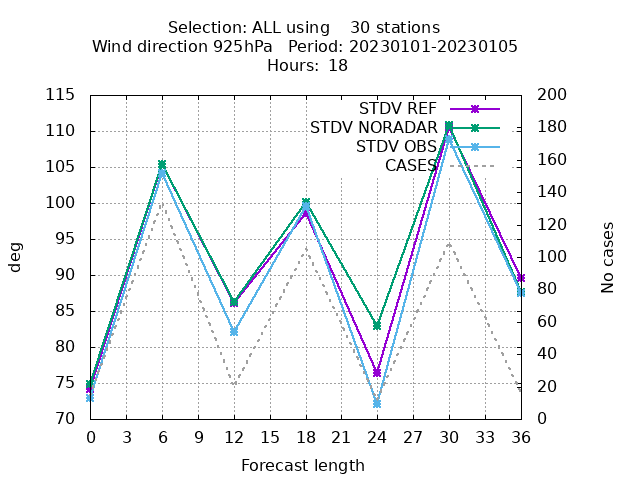 Selection: ALL using    30 stations
Wind direction 925hPa   Period: 20230101-20230105
Hours:  18
115
110
105
100
95
90
85
80
75
70
200
180
160
140
120
100
80
60
40
20
0
STDV REF
STDV NORADAR
STDV OBS
CASES
deg
No cases
0 3 6 9 12 15 18 21 24 27 30 33 36
Forecast length